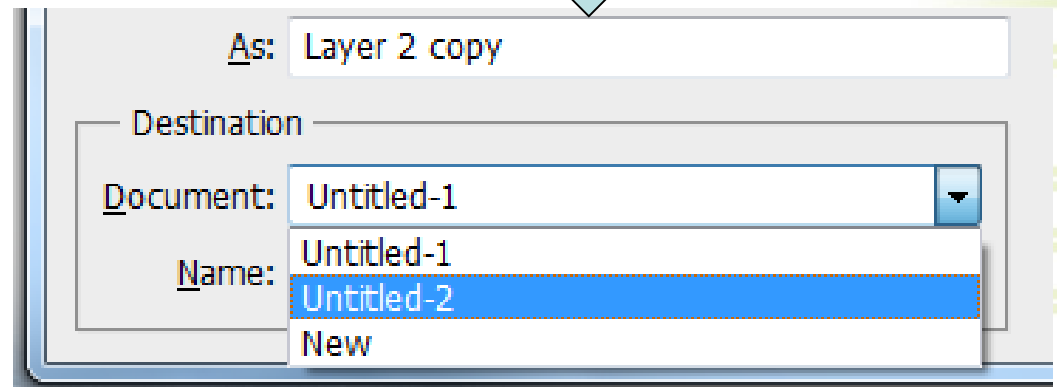 As: Layer 2 copy
Destination
Document: Untitled-1
Untitled-1
Name:
Untitled-2
New